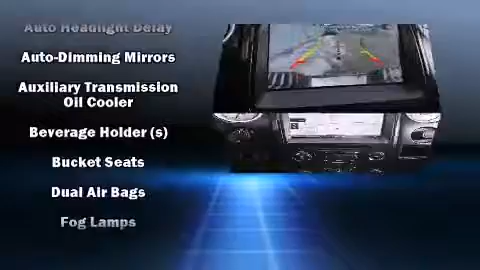 Auto Headlight Delay
Auto-Dimming Mirrors
Auxiliary Transmission
Oil Cooler
Beverage Holder (s)
Bucket Seats
Dual Air Bags
Fog Lamps